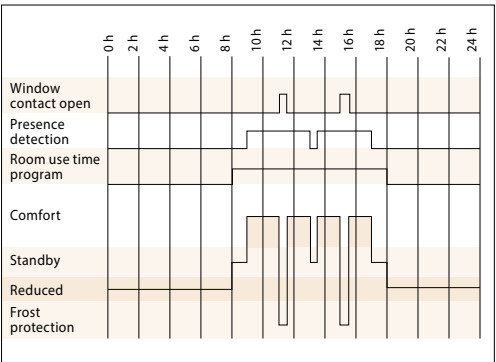 0 h 2 h 4 h 6 h 8 h 10 h 12 h 14 h 16 h 18 h 20 h 22 h 24 h
Window
contact open
Presence
detection
Room use time
program
Comfort
Standby
Reduced
Frost
protection